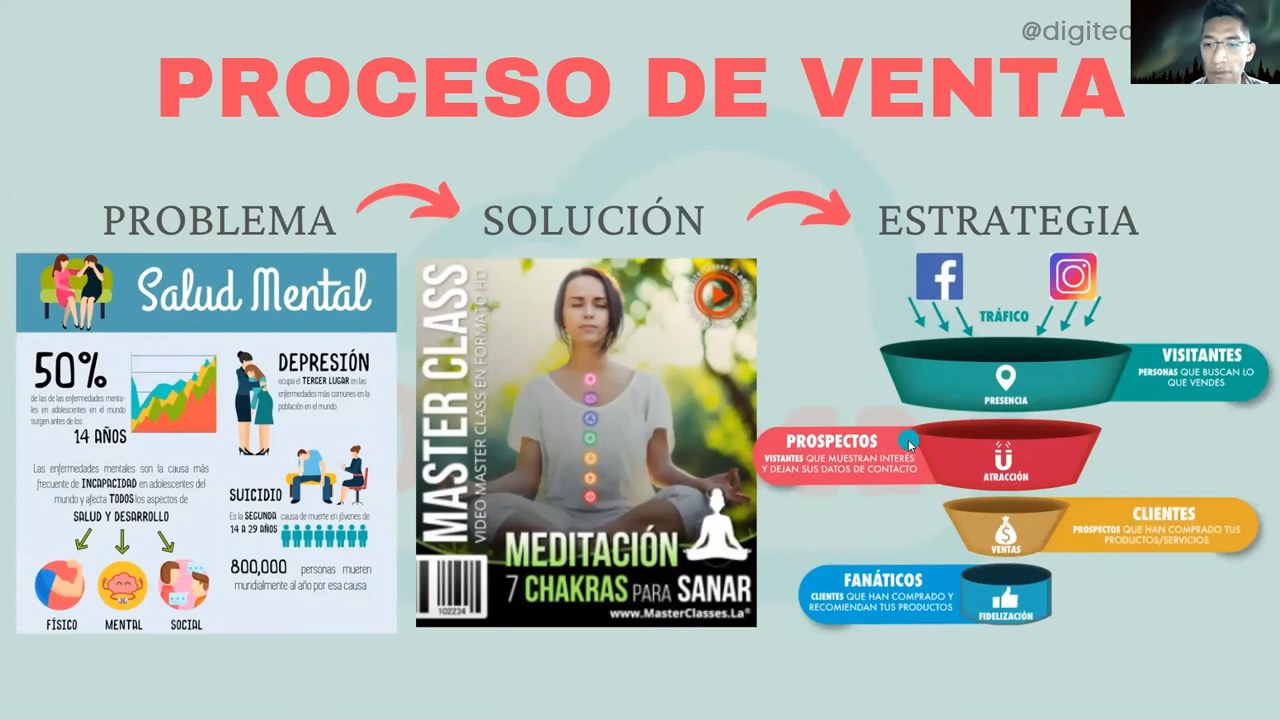 @digitec
PROCESO DE VENTA
PROBLEMA
SOLUCIÓN
ESTRATEGIA
Salud Mental
50%
de las de las enfermedades menta-
les en adolescentes en el mundo
surgen antes de los
14 AÑOS
DEPRESIÓN
ocupa el TERCER LUGAR en las
enfermedades más comunes en la
población en el mundo
Las enfermedades mentales son la causa más
frecuente de INCAPACIDAD en adolescentes del
mundo y afecta TODOS los aspectos de
SALUD Y DESARROLLO
FÍSICO
MENTAL
SOCIAL
SUICIDIO
Es la SEGUNDA causa de muerte en jóvenes de
14 A 29 AÑOS
800,000 personas mueren
mundialmente al año por esa causa
MASTER CLASS
VIDEO MASTER CLASS EN FORMATO HD
MEDITACIÓN
7 CHAKRAS PARA SANAR
www.MasterClasses.La
102234
TRÁFICO
VISITANTES
PERSONAS QUE BUSCAN LO
QUE VENDES
PRESENCIA
PROSPECTOS
VISTANTES QUE MUESTRAN INTERÉS
Y DEJAN SUS DATOS DE CONTACTO
ATRACCIÓN
CLIENTES
PROSPECTOS QUE HAN COMPRADO TUS
PRODUCTOS/SERVICIOS
VENTAS
FANÁTICOS
CLIENTES QUE HAN COMPRADO Y
RECOMIENDAN TUS PRODUCTOS
FIDELIZACIÓN